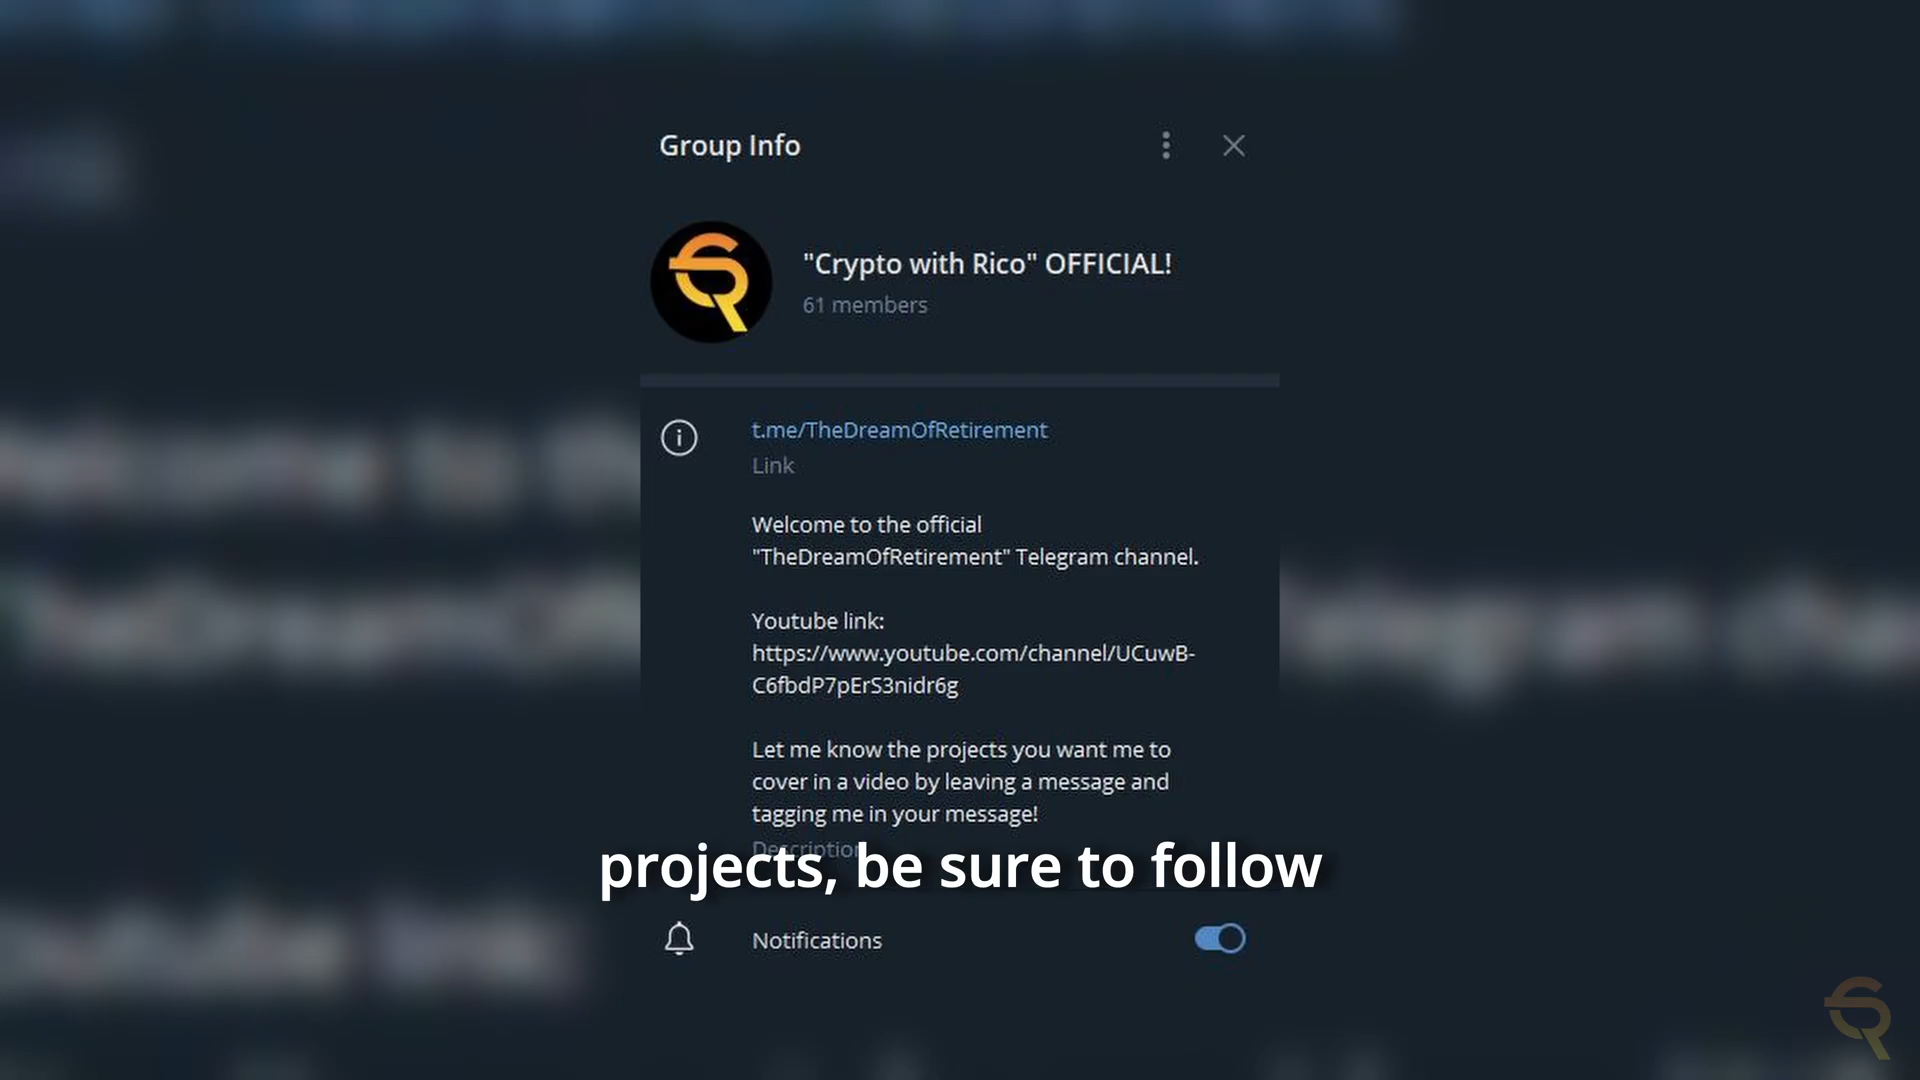 Group Info
"Crypto with Rico" OFFICIAL!
61 members
t.me/TheDreamOfRetirement
Link
Welcome to the official
"TheDreamOfRetirement" Telegram channel.
Youtube link:
https://www.youtube.com/channel/UCuwB-
C6fbdP7pErS3nidr6g
Let me know the projects you want me to
cover in a video by leaving a message and
tagging me in your message!
Description
projects, be sure to follow
Notifications